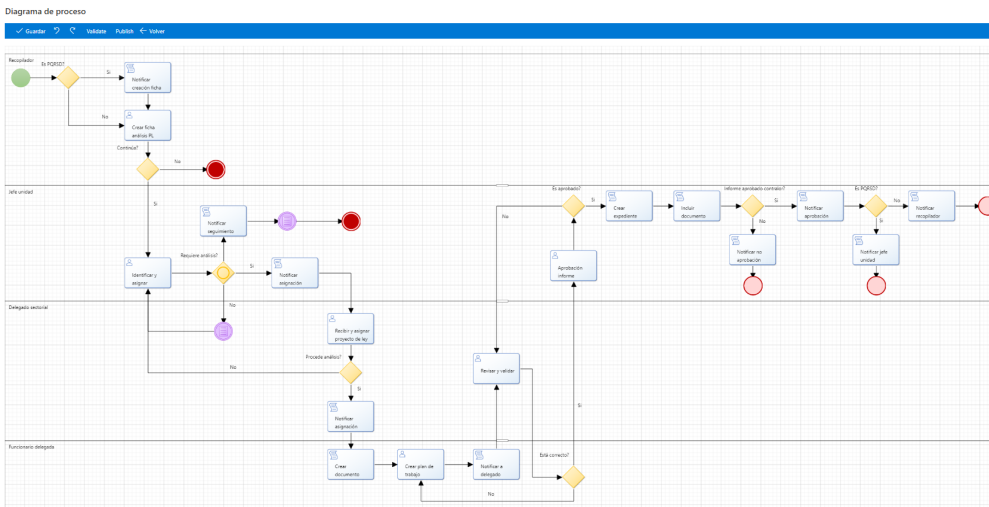 Diagrama de proceso
Guardar Validate Publish Volver
Recopilador
Es PQRSD?
Si
Notificar
creación ficha
No
Crear ficha
análisis PL
Continúa?
No
Si
Jefe unidad
Notificar
seguimiento
Requiere análisis?
Identificar y
asignar
Si
Notificar
asignación
No
Es aprobado?
No
Si
Crear
expediente
Incluir
documento
Informe aprobado contralor?
Si
Notificar
aprobación
Es PQRSD?
No
Notificar
recopilador
No
Notificar no
aprobación
Si
Notificar jefe
unidad
Aprobación
informe
Delegado sectorial
Recibir y asignar
proyecto de ley
Procede análisis?
No
Si
Notificar
asignación
Revisar y validar
Si
Funcionario delegada
Crear
documento
Crear plan de
trabajo
Notificar a
delegado
Está correcto?
No